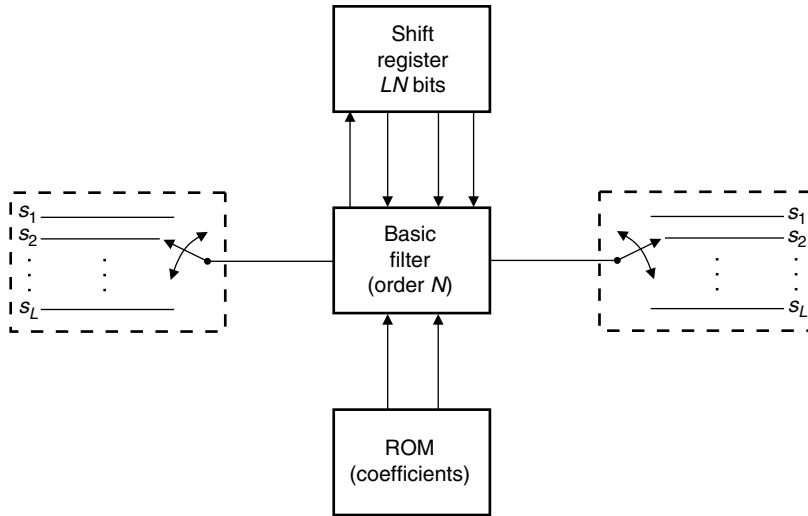 Shift
register
LN bits
s1
s2
sL
Basic
filter
(order N)
s1
s2
sL
ROM
(coefficients)